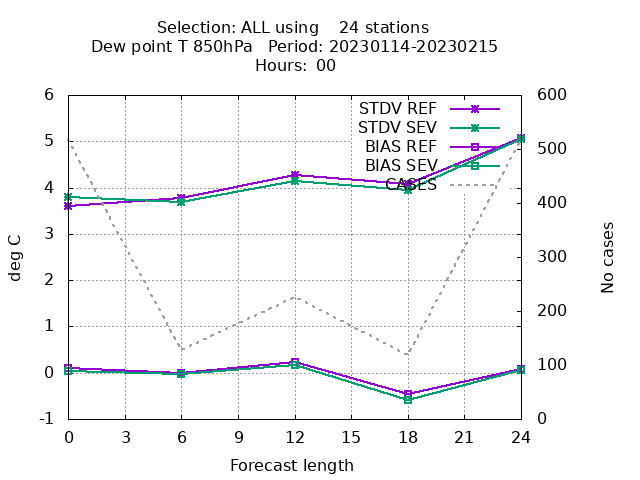 Selection: ALL using    24 stations
Dew point T 850hPa   Period: 20230114-20230215
Hours: 00
6
5
4
3
2
1
0
-1
600
500
400
300
200
100
0
STDV REF
STDV SEV
BIAS REF
BIAS SEV
CASES
deg C
No cases
0 3 6 9 12 15 18 21 24
Forecast length